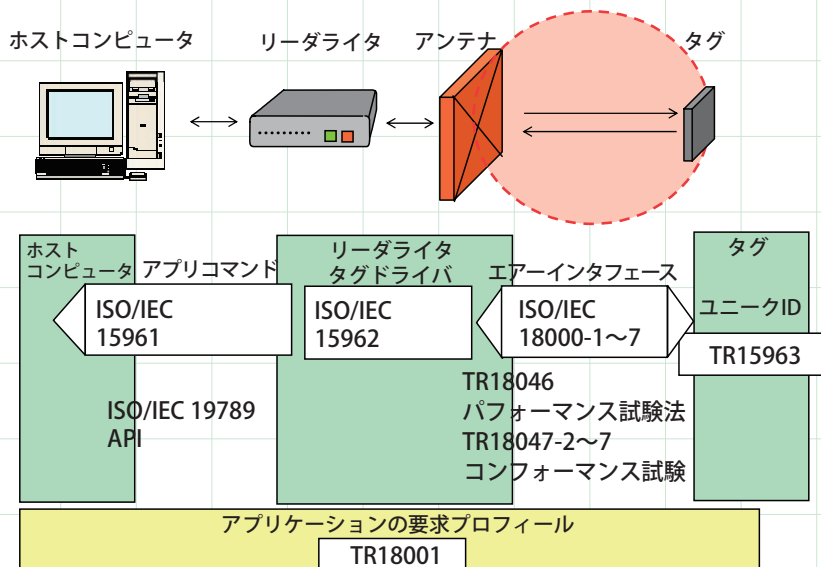 ホストコンピュータ
リーダライタ
アンテナ
タグ
ホスト
コンピュータ
アプリコマンド
リーダライタ
タグドライバ
エアーインタフェース
タグ
ISO/IEC
15961
ISO/IEC
15962
ISO/IEC
18000-1～7
ユニークID
TR15963
ISO/IEC 19789
API
TR18046
パフォーマンス試験法
TR18047-2～7
コンフォーマンス試験
アプリケーションの要求プロフィール
TR18001